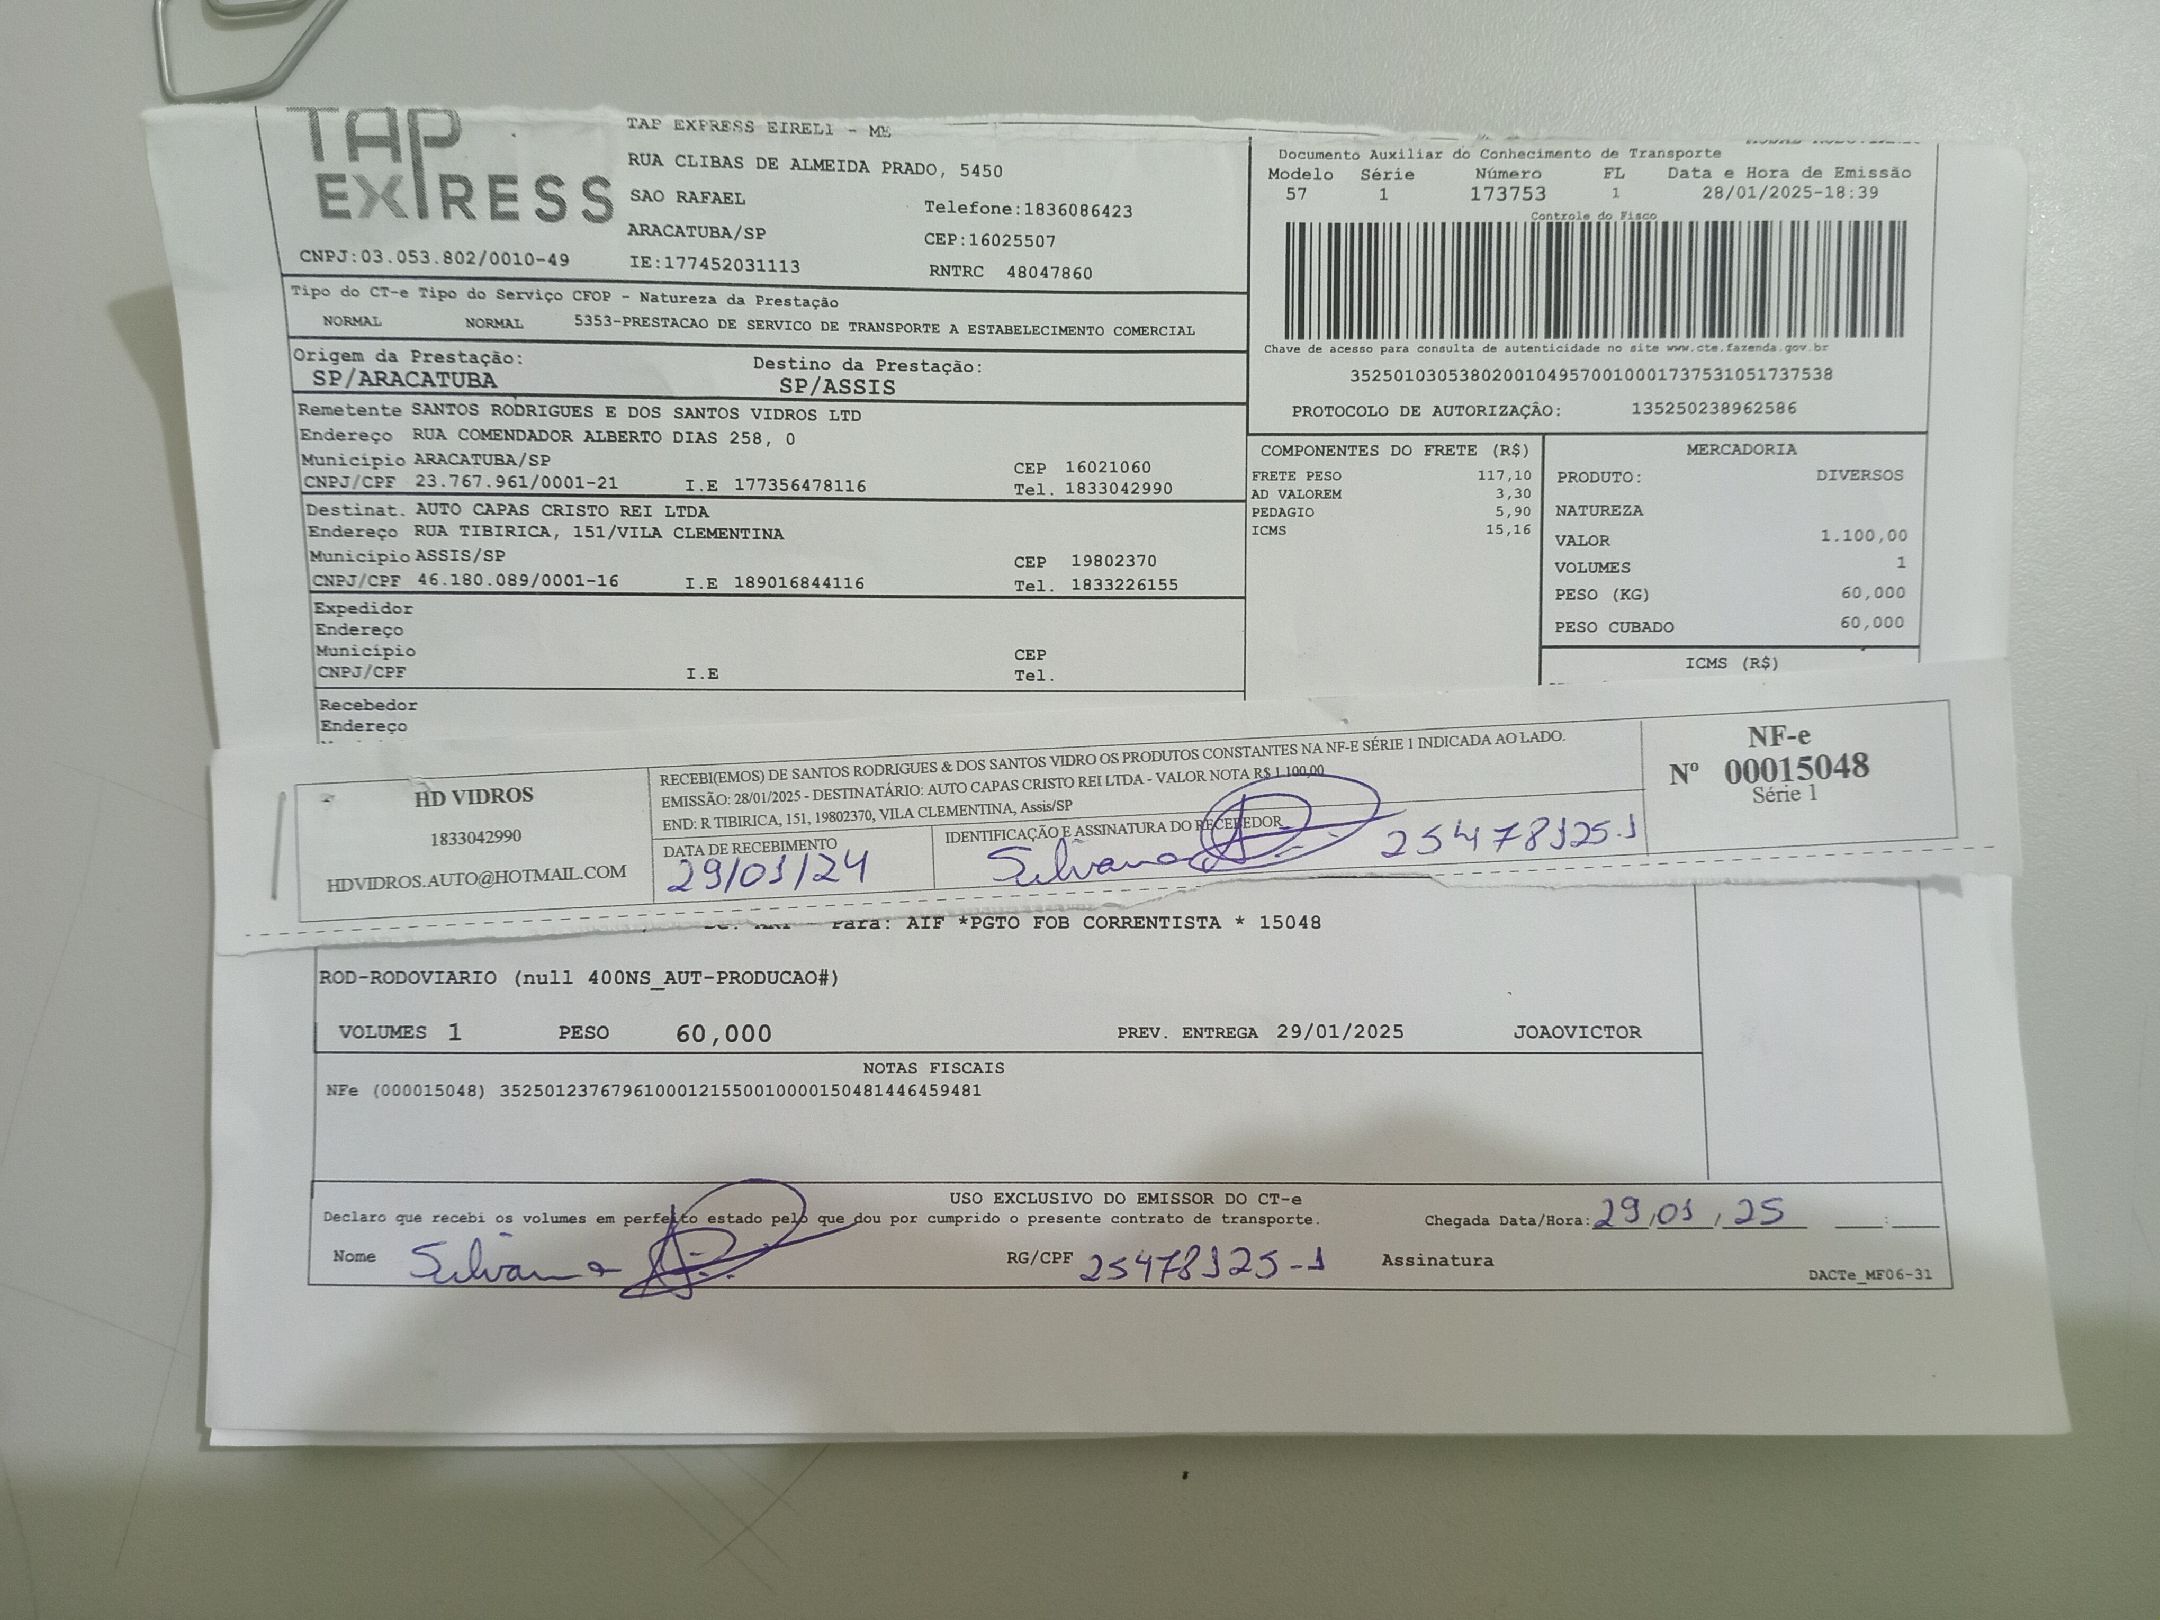 TAP EXPRESS
TAP EXPRESS EIRELI - ME
RUA CLIBAS DE ALMEIDA PRADO, 5450
SAO RAFAEL
Telefone:1836086423
ARACATUBA/SP
CEP:16025507
CNPJ:03.053.802/0010-49
IE:177452031113
RNTRC 48047860
Documento Auxiliar do Conhecimento de Transporte
Modelo Série Número FL Data e Hora de Emissão
57 1 173753 1 28/01/2025-18:39
Controle do Fisco
Chave de acesso para consulta de autenticidade no site www.cte.fazenda.gov.br
35250103053802001049570010001737531051737538
PROTOCOLO DE AUTORIZAÇÃO: 135250238962586
Tipo do CT-e Tipo do Serviço CFOP - Natureza da Prestação
NORMAL NORMAL 5353-PRESTACAO DE SERVICO DE TRANSPORTE A ESTABELECIMENTO COMERCIAL
Origem da Prestação: Destino da Prestação:
SP/ARACATUBA SP/ASSIS
Remetente SANTOS RODRIGUES E DOS SANTOS VIDROS LTD
Endereço RUA COMENDADOR ALBERTO DIAS 258, 0
Município ARACATUBA/SP CEP 16021060
CNPJ/CPF 23.767.961/0001-21 I.E 177356478116 Tel. 1833042990
Destinat. AUTO CAPAS CRISTO REI LTDA
Endereço RUA TIBIRICA, 151/VILA CLEMENTINA
Município ASSIS/SP CEP 19802370
CNPJ/CPF 46.180.089/0001-16 I.E 189016844116 Tel. 1833226155
Expedidor
Endereço
Município CEP
CNPJ/CPF I.E Tel.
Recebedor
Endereço
COMPONENTES DO FRETE (R$)
FRETE PESO 117,10
AD VALOREM 3,30
PEDAGIO 5,90
ICMS 15,16
MERCADORIA
PRODUTO: DIVERSOS
NATUREZA
VALOR 1.100,00
VOLUMES 1
PESO (KG) 60,000
PESO CUBADO 60,000
ICMS (R$)
HD VIDROS
1833042990
HDVIDROS.AUTO@HOTMAIL.COM
RECEBI(EMOS) DE SANTOS RODRIGUES & DOS SANTOS VIDRO OS PRODUTOS CONSTANTES NA NF-E SÉRIE 1 INDICADA AO LADO.
EMISSÃO: 28/01/2025 - DESTINATÁRIO: AUTO CAPAS CRISTO REI LTDA - VALOR NOTA R$ 1.100,00
END: R TIBIRICA, 151, 19802370, VILA CLEMENTINA, Assis/SP
DATA DE RECEBIMENTO
29/01/24
IDENTIFICAÇÃO E ASSINATURA DO RECEBEDOR
Silvana 25478125-1
NF-e
Nº 00015048
Série 1
Para: AIF *PGTO FOB CORRENTISTA * 15048
ROD-RODOVIARIO (null 400NS_AUT-PRODUCAO#)
VOLUMES 1 PESO 60,000 PREV. ENTREGA 29/01/2025 JOAOVICTOR
NOTAS FISCAIS
NFe (000015048) 35250123767961000121550010000150481446459481
USO EXCLUSIVO DO EMISSOR DO CT-e
Declaro que recebi os volumes em perfeito estado pelo que dou por cumprido o presente contrato de transporte. Chegada Data/Hora: 29/01/25 __:__
Nome Silvana RG/CPF 25478125-1 Assinatura
DACTe_MF06-31